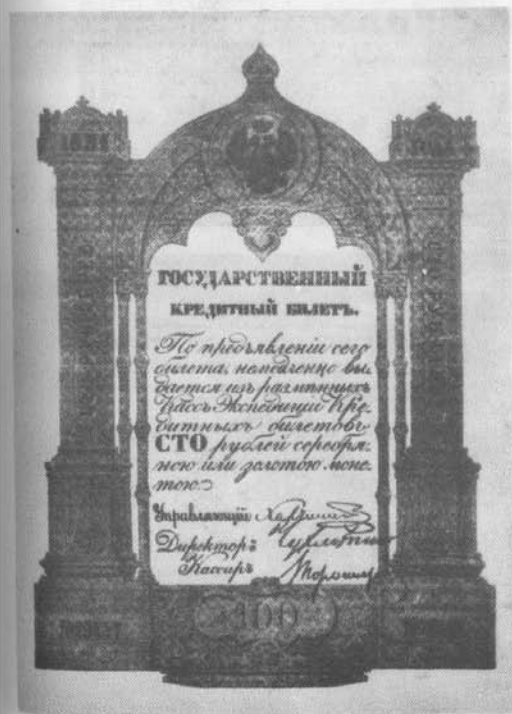 ГОСУДАРСТВЕННЫЙ
КРЕДИТНЫЙ БИЛЕТЪ.
По предъявленіи сего
билета, немедленно вы-
дается изъ размѣнныхъ
кассъ Экспедиціи Кре-
дитныхъ билетовъ
СТО рублей серебря-
ною или золотою моне-
тою.
Управляющій
Директоръ
Кассиръ
100